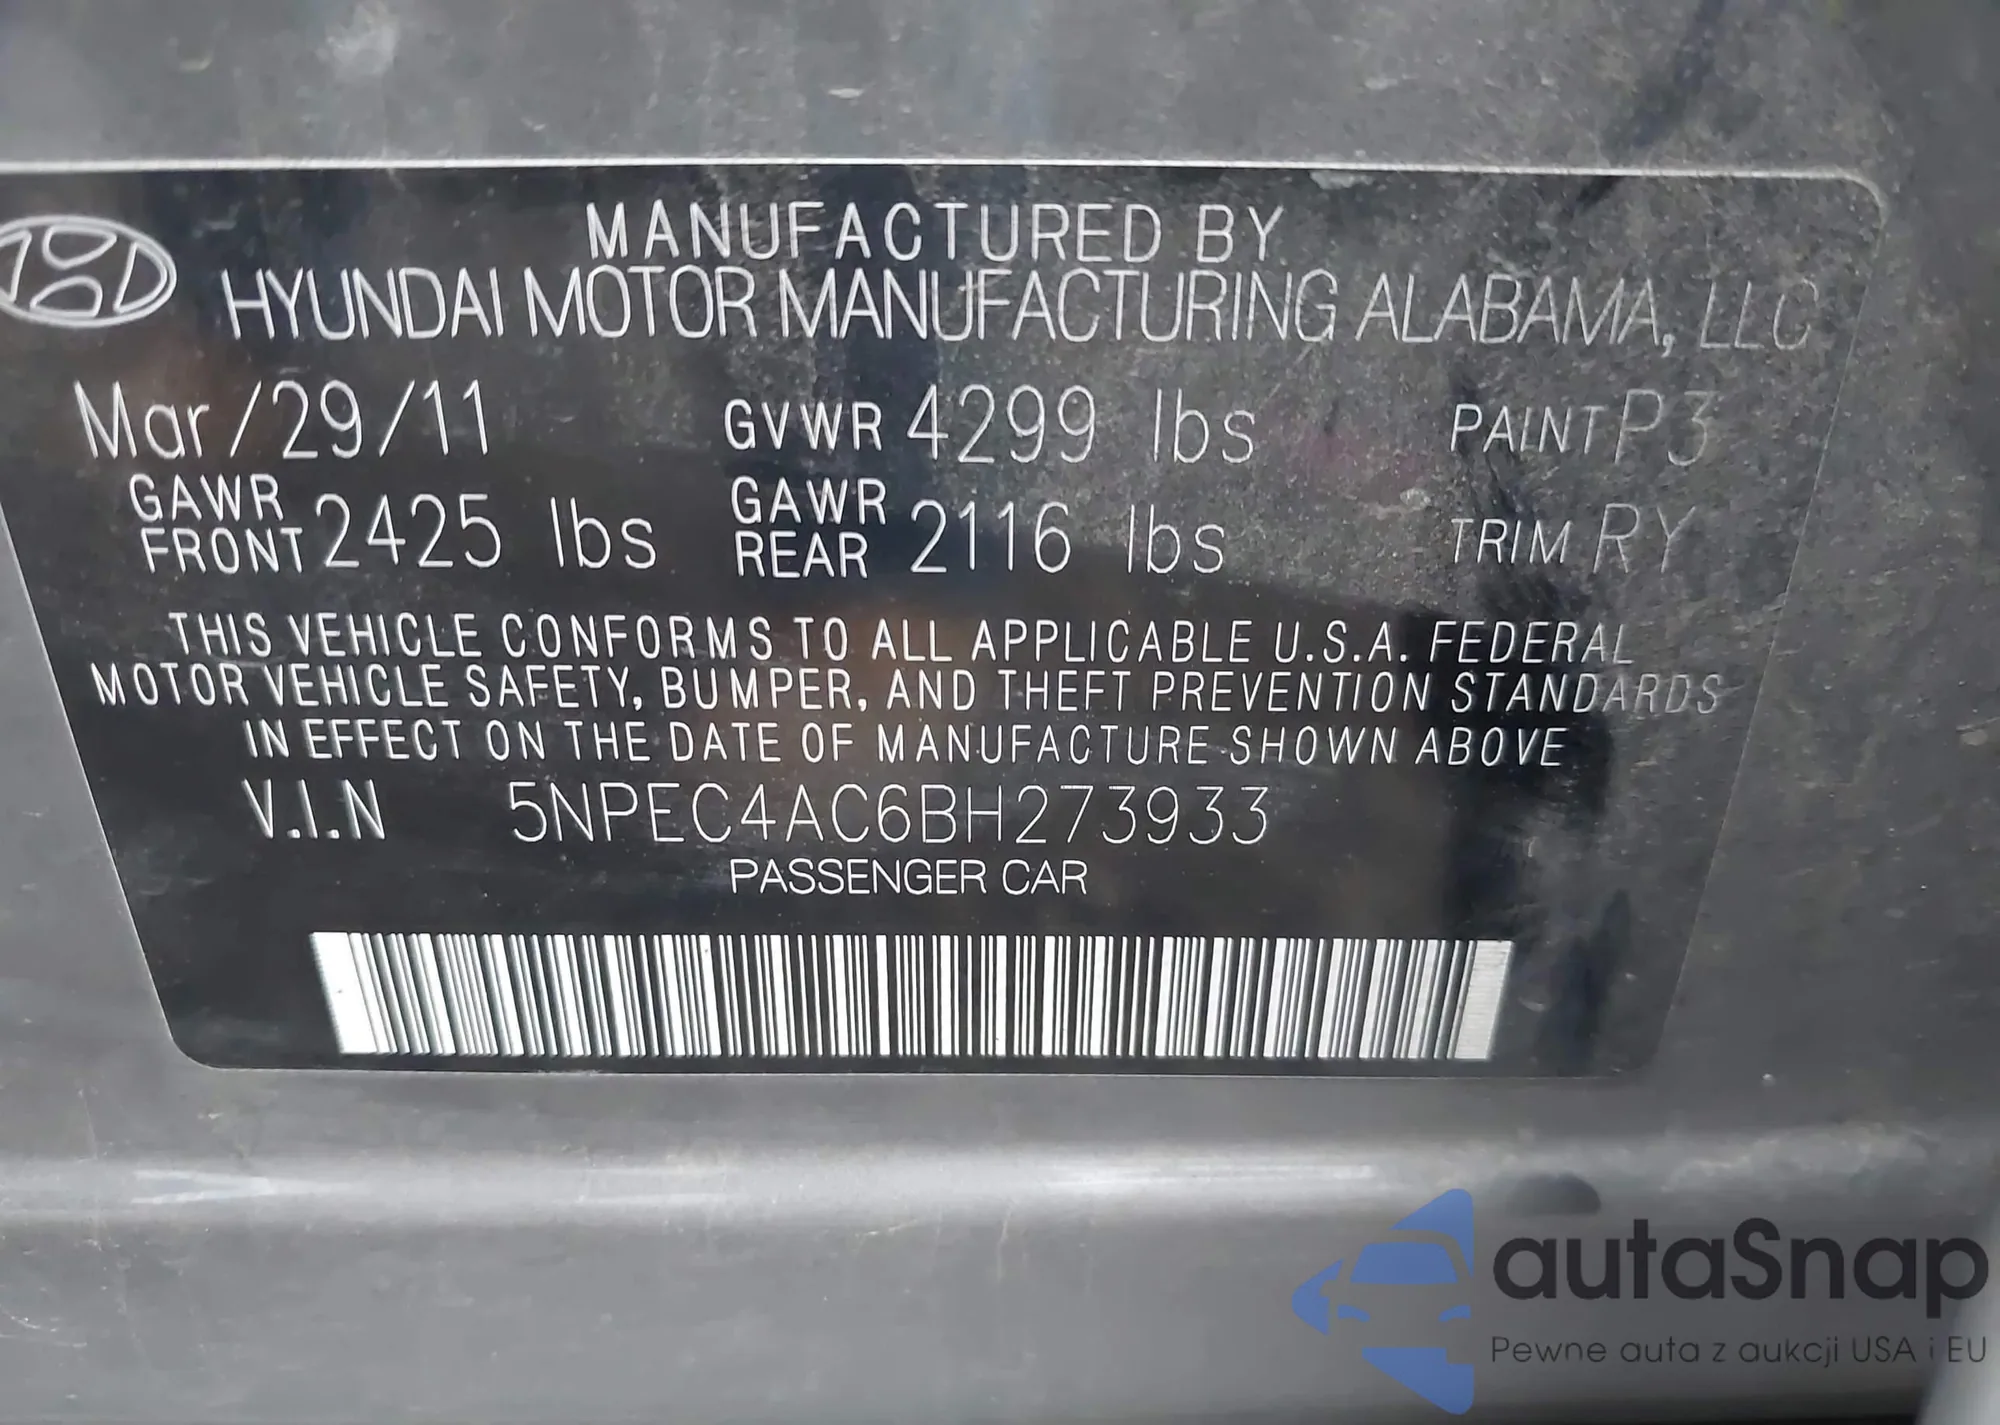 MANUFACTURED BY
HYUNDAI MOTOR MANUFACTURING ALABAMA, LLC
Mar/29/11 GVWR 4299 lbs PAINT P3
GAWR FRONT 2425 lbs GAWR REAR 2116 lbs TRIM RY
THIS VEHICLE CONFORMS TO ALL APPLICABLE U.S.A. FEDERAL
MOTOR VEHICLE SAFETY, BUMPER, AND THEFT PREVENTION STANDARDS
IN EFFECT ON THE DATE OF MANUFACTURE SHOWN ABOVE
V.I.N 5NPEC4AC6BH273933
PASSENGER CAR
autaSnap
Pewne auta z aukcji USA i EU